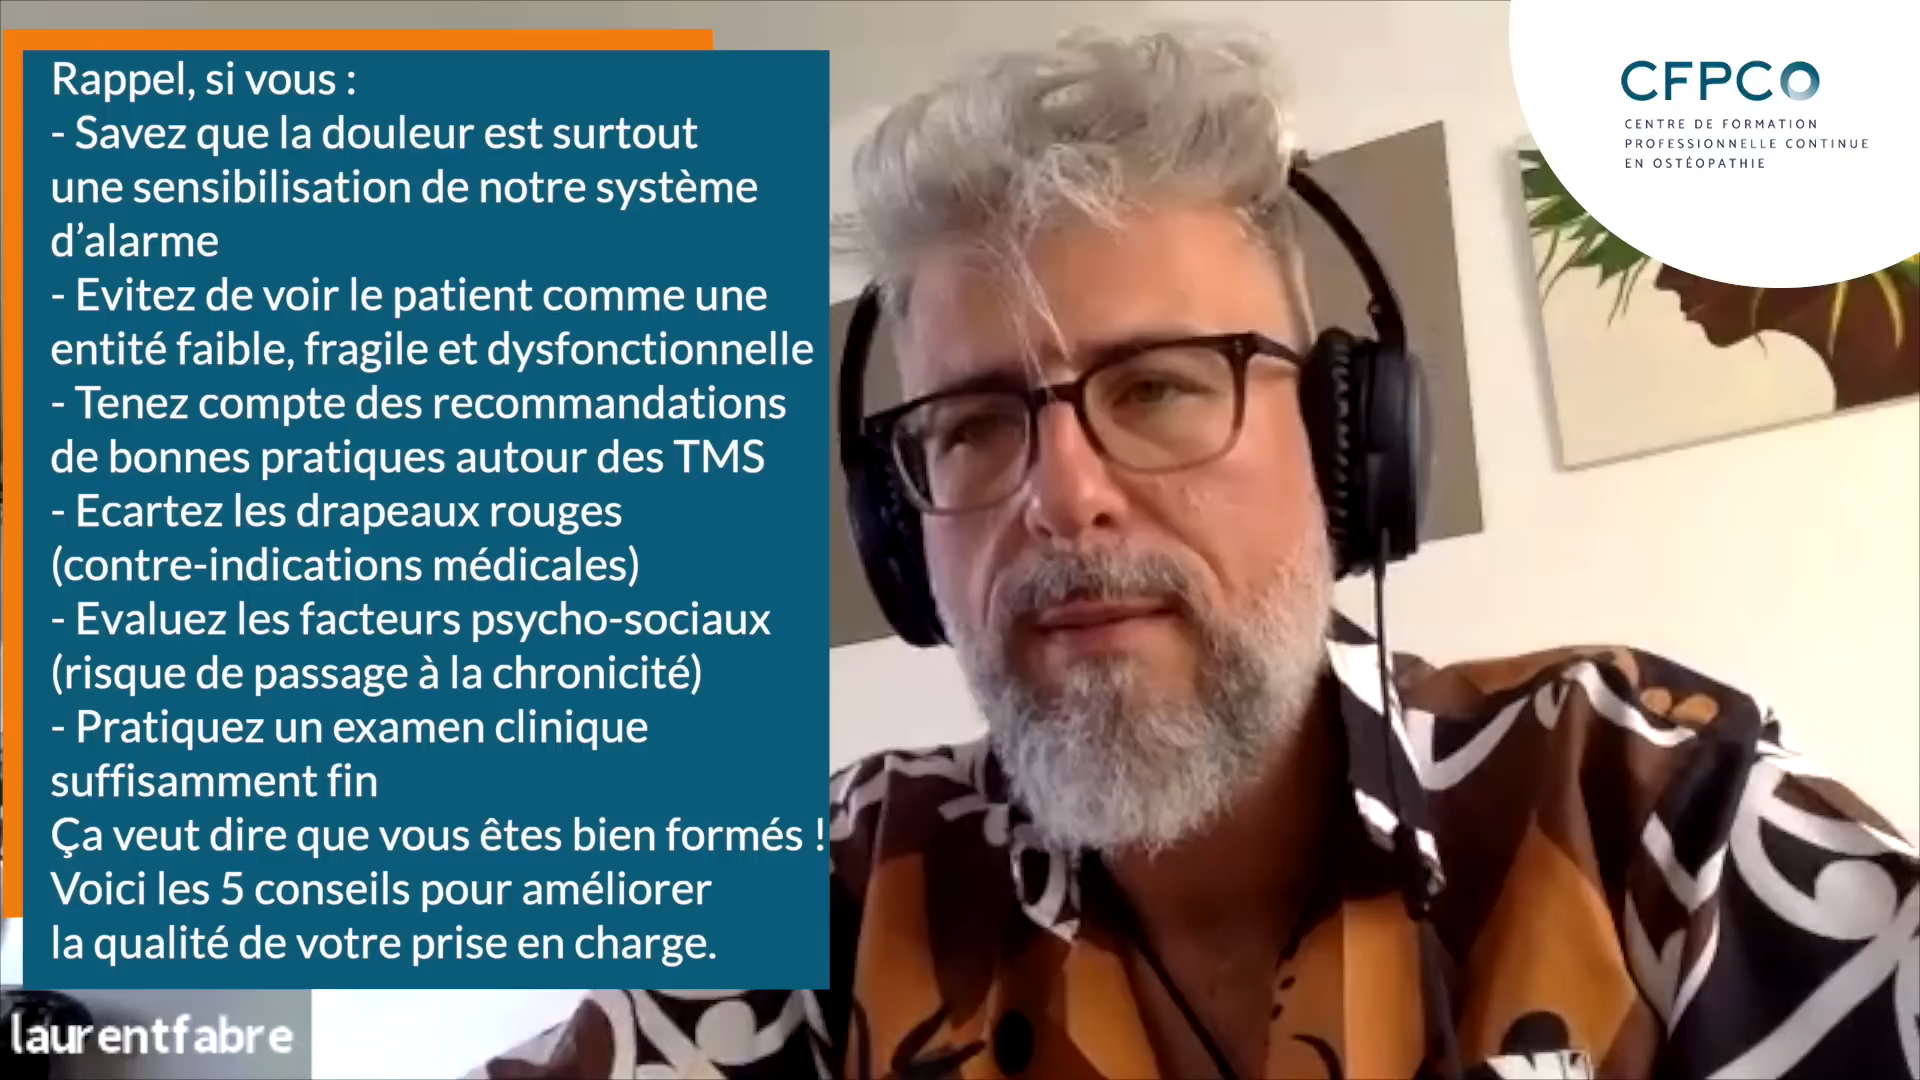 Rappel, si vous :
- Savez que la douleur est surtout
une sensibilisation de notre système
d’alarme
- Evitez de voir le patient comme une
entité faible, fragile et dysfonctionnelle
- Tenez compte des recommandations
de bonnes pratiques autour des TMS
- Ecartez les drapeaux rouges
(contre-indications médicales)
- Evaluez les facteurs psycho-sociaux
(risque de passage à la chronicité)
- Pratiquez un examen clinique
suffisamment fin
Ça veut dire que vous êtes bien formés !
Voici les 5 conseils pour améliorer
la qualité de votre prise en charge.
laurentfabre
CFPCO
CENTRE DE FORMATION
PROFESSIONNELLE CONTINUE
EN OSTÉOPATHIE